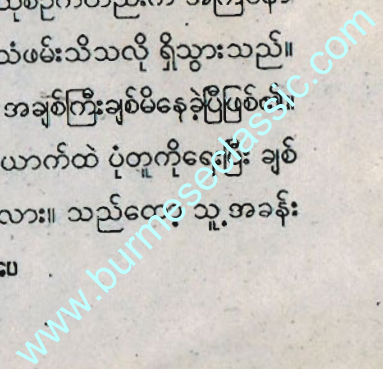 သံဖမ်းသိသလို ရှိသွားသည်။
အချစ်ကြီးချစ်မိနေခဲ့ပြီဖြစ်၏။
ယောက်ထဲ ပုံတူကိုရေးပြီး ချစ်
လား။ သည်တော့ သူ့အခန်း
www.burmeseclassic.com